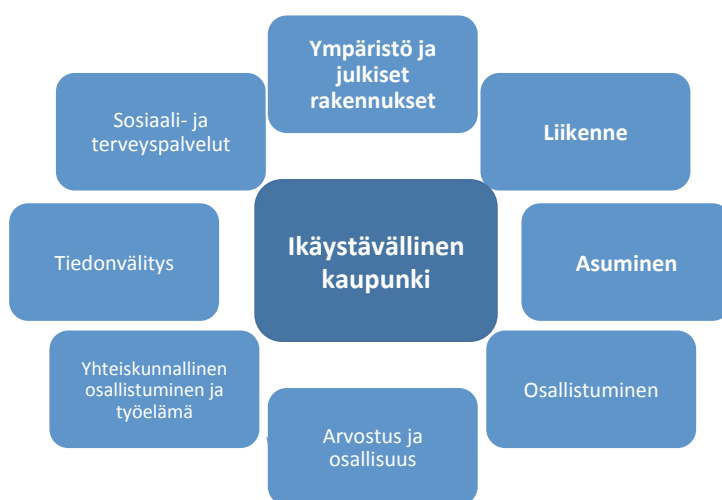 Ympäristö ja
julkiset
rakennukset
Sosiaali- ja
terveyspalvelut
Liikenne
Ikäystävällinen
kaupunki
Tiedonvälitys
Asuminen
Yhteiskunnallinen
osallistuminen ja
työelämä
Osallistuminen
Arvostus ja
osallisuus